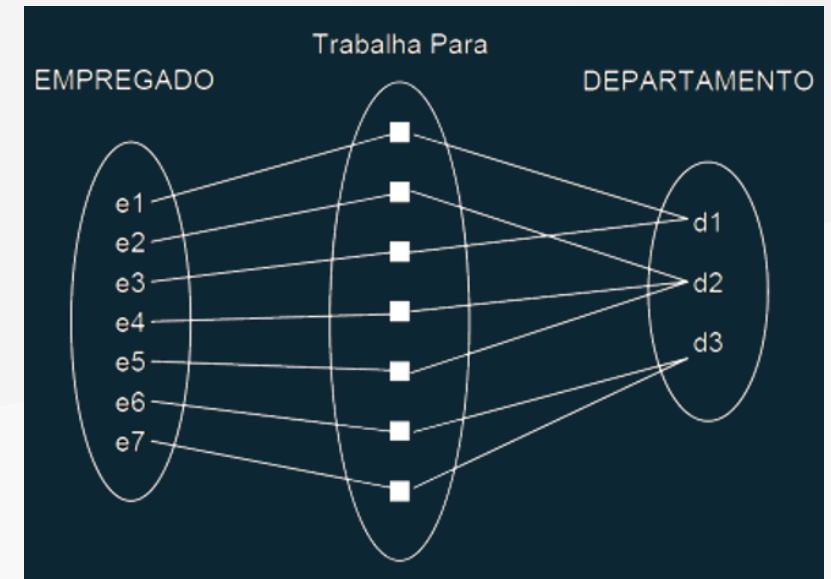 Trabalha Para
EMPREGADO
DEPARTAMENTO
e1
e2
e3
e4
e5
e6
e7
d1
d2
d3